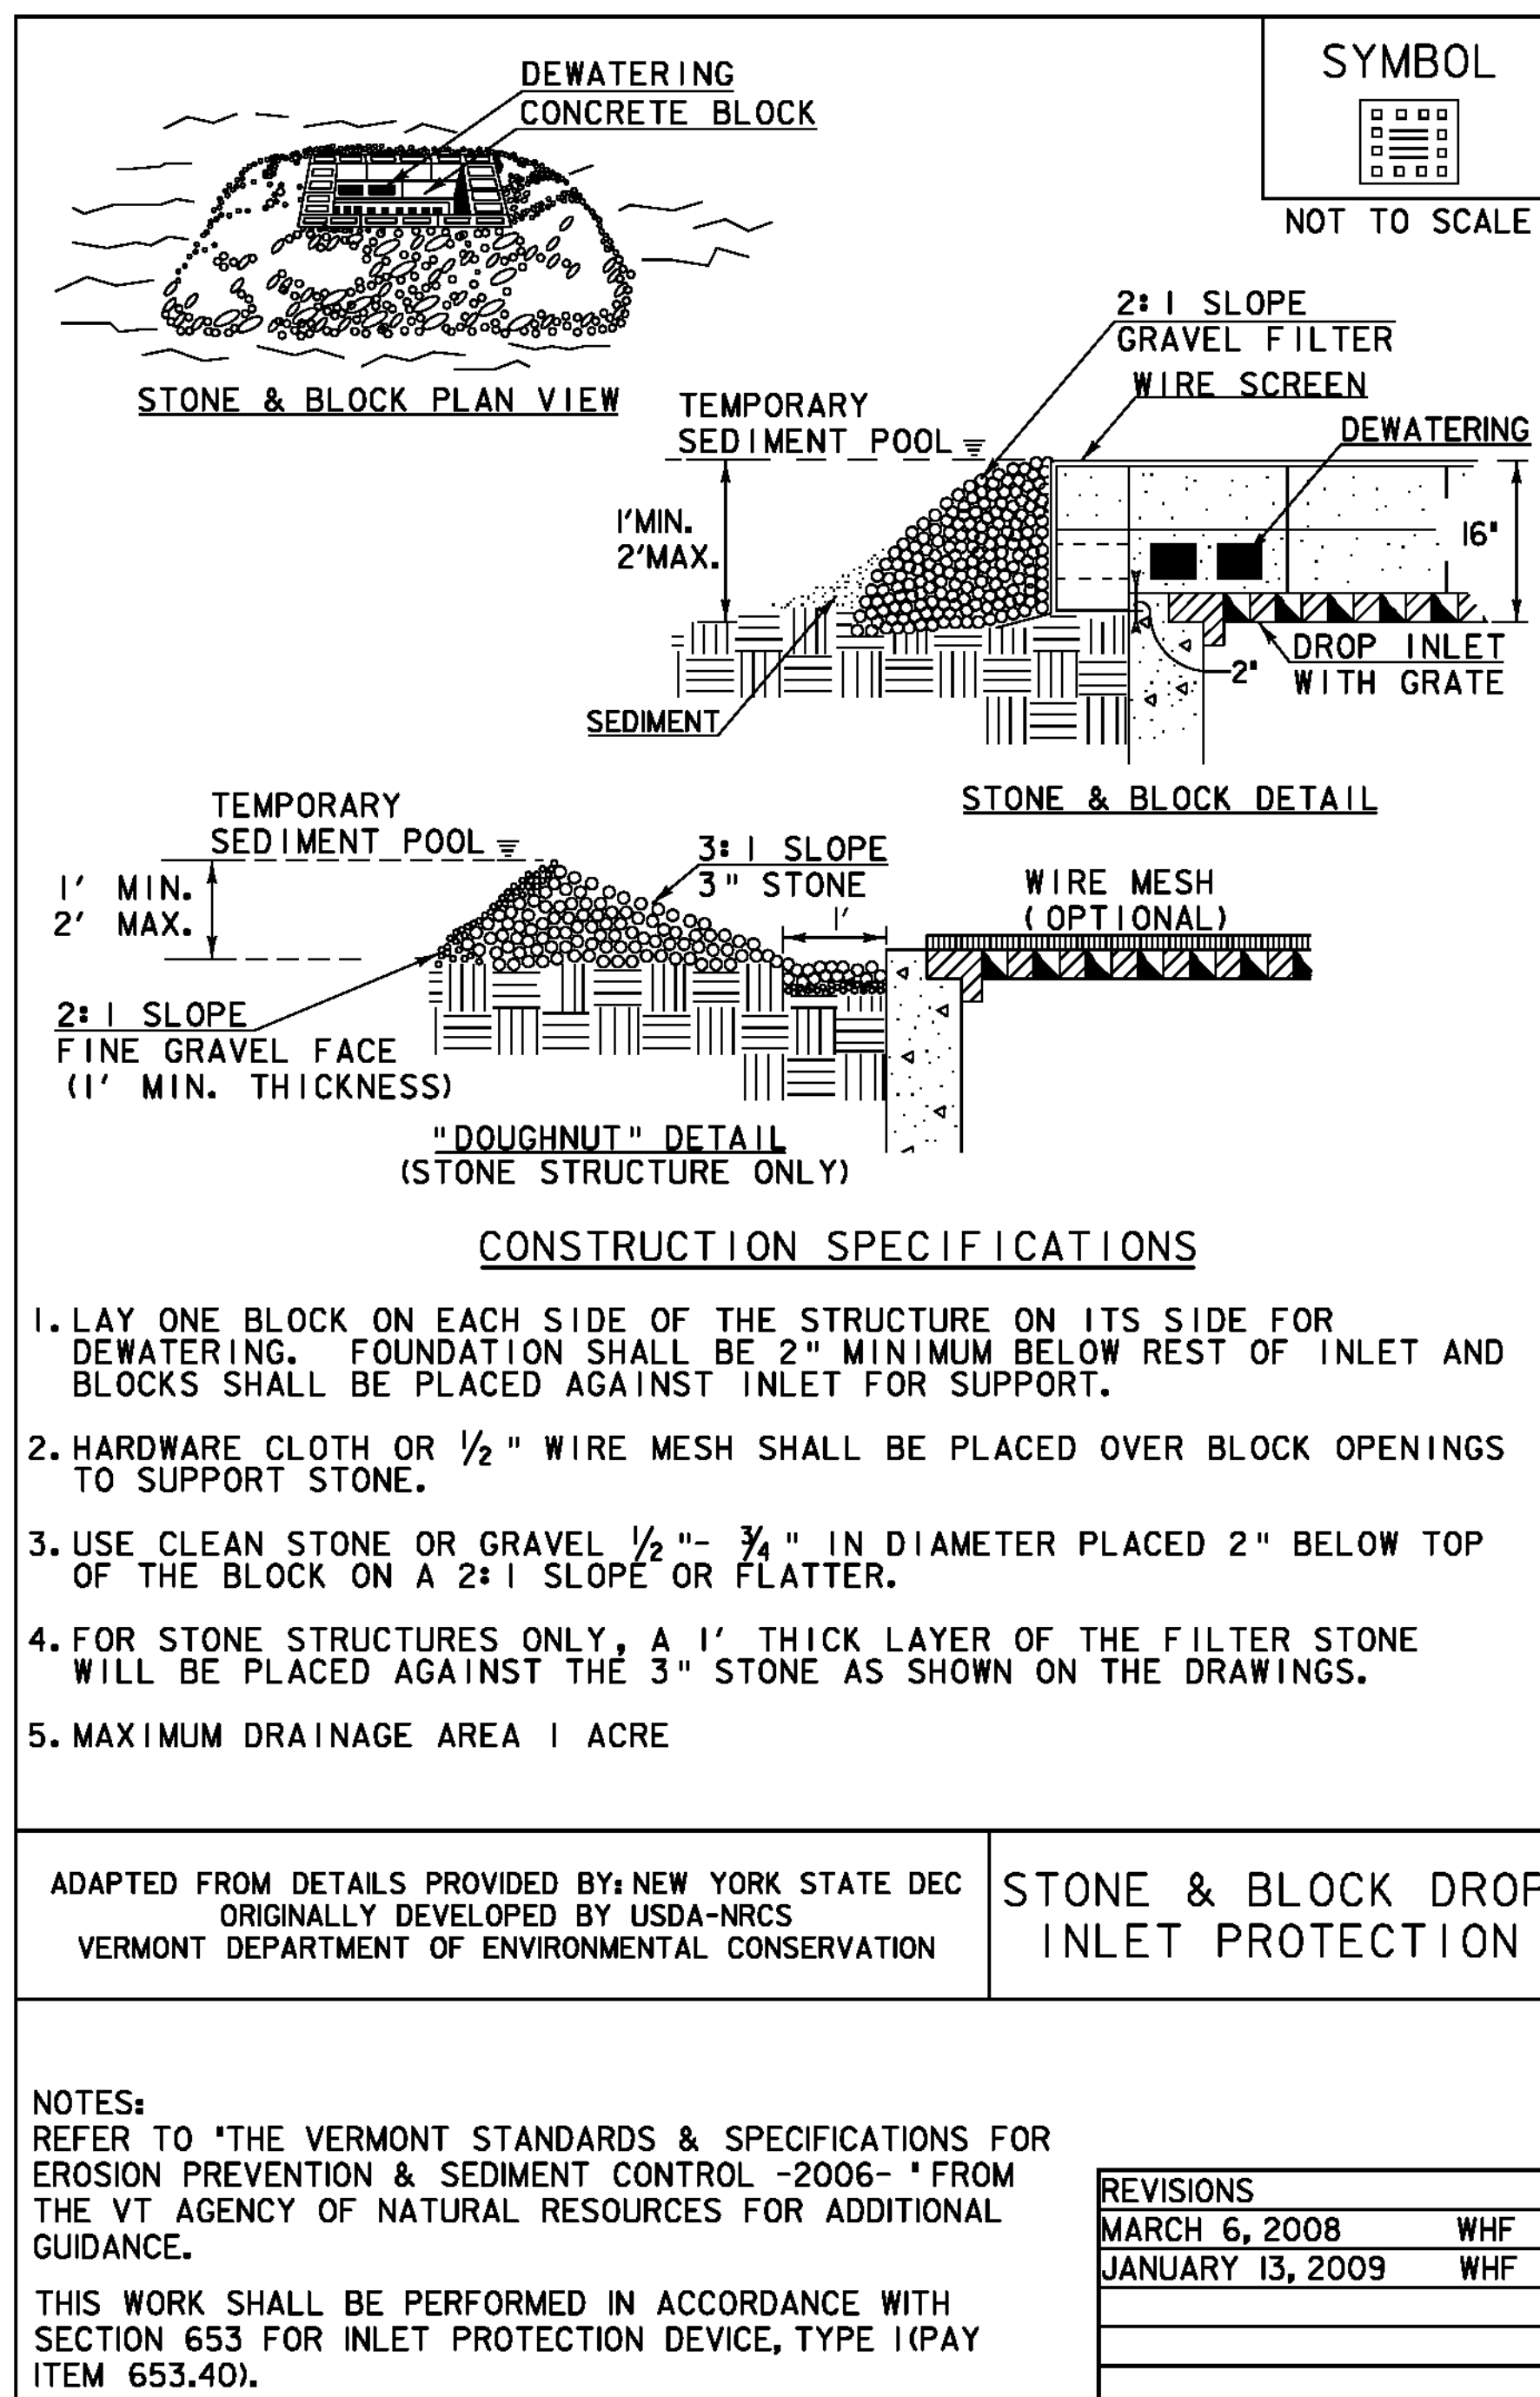 DEWATERING
CONCRETE BLOCK
STONE & BLOCK PLAN VIEW
SYMBOL
NOT TO SCALE
2:1 SLOPE
GRAVEL FILTER
WIRE SCREEN
TEMPORARY
SEDIMENT POOL
DEWATERING
1'MIN.
2'MAX.
16"
DROP INLET
WITH GRATE
2"
SEDIMENT
STONE & BLOCK DETAIL
TEMPORARY
SEDIMENT POOL
3:1 SLOPE
3" STONE
1' MIN.
2' MAX.
1'
WIRE MESH
(OPTIONAL)
2:1 SLOPE
FINE GRAVEL FACE
(1' MIN. THICKNESS)
"DOUGHNUT" DETAIL
(STONE STRUCTURE ONLY)
CONSTRUCTION SPECIFICATIONS
1. LAY ONE BLOCK ON EACH SIDE OF THE STRUCTURE ON ITS SIDE FOR
DEWATERING. FOUNDATION SHALL BE 2" MINIMUM BELOW REST OF INLET AND
BLOCKS SHALL BE PLACED AGAINST INLET FOR SUPPORT.
2. HARDWARE CLOTH OR 1/2" WIRE MESH SHALL BE PLACED OVER BLOCK OPENINGS
TO SUPPORT STONE.
3. USE CLEAN STONE OR GRAVEL 1/2"- 3/4" IN DIAMETER PLACED 2" BELOW TOP
OF THE BLOCK ON A 2:1 SLOPE OR FLATTER.
4. FOR STONE STRUCTURES ONLY, A 1' THICK LAYER OF THE FILTER STONE
WILL BE PLACED AGAINST THE 3" STONE AS SHOWN ON THE DRAWINGS.
5. MAXIMUM DRAINAGE AREA 1 ACRE
ADAPTED FROM DETAILS PROVIDED BY: NEW YORK STATE DEC
ORIGINALLY DEVELOPED BY USDA-NRCS
VERMONT DEPARTMENT OF ENVIRONMENTAL CONSERVATION
STONE & BLOCK DROP
INLET PROTECTION
NOTES:
REFER TO "THE VERMONT STANDARDS & SPECIFICATIONS FOR
EROSION PREVENTION & SEDIMENT CONTROL -2006- " FROM
THE VT AGENCY OF NATURAL RESOURCES FOR ADDITIONAL
GUIDANCE.
THIS WORK SHALL BE PERFORMED IN ACCORDANCE WITH
SECTION 653 FOR INLET PROTECTION DEVICE, TYPE I (PAY
ITEM 653.40).
REVISIONS
MARCH 6, 2008 WHF
JANUARY 13, 2009 WHF